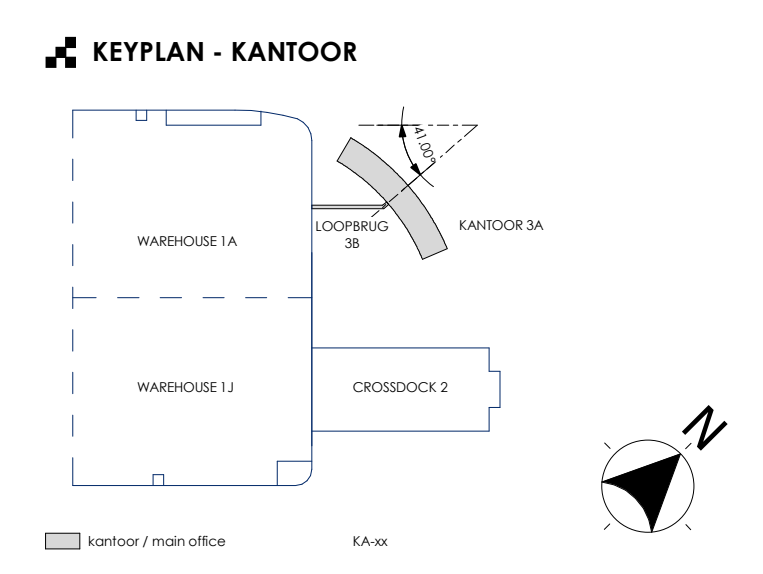 KEYPLAN - KANTOOR
41.00°
LOOPBRUG
3B
KANTOOR 3A
WAREHOUSE 1A
WAREHOUSE 1J
CROSSDOCK 2
N
kantoor / main office
KA-xx